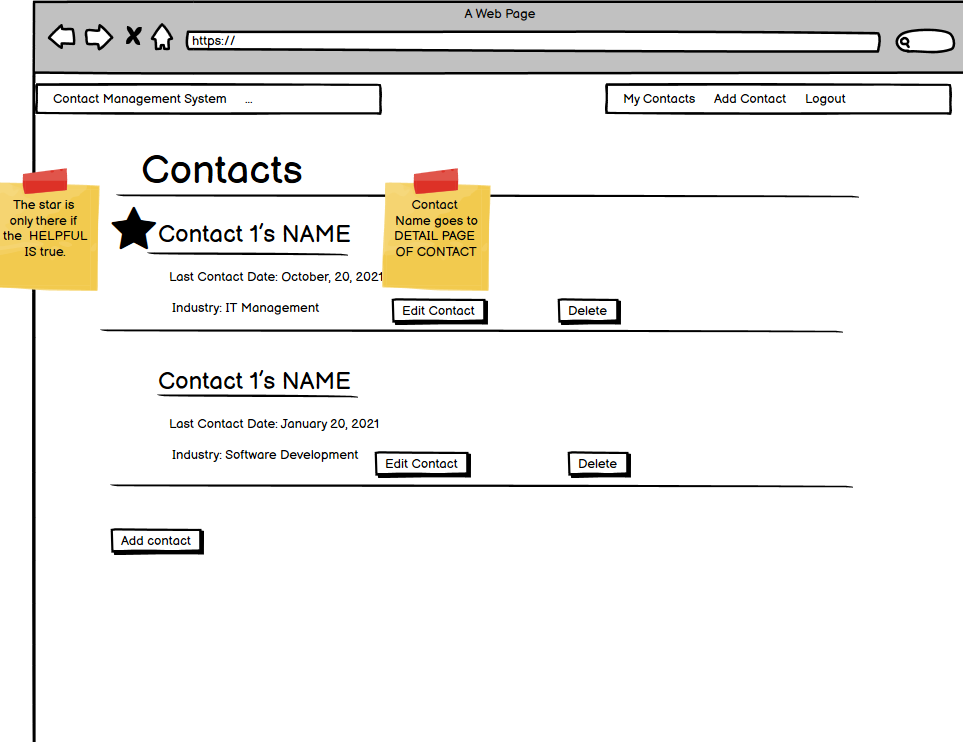 A Web Page
https://
Contact Management System ...
My Contacts Add Contact Logout
Contacts
The star is
only there if
the HELPFUL
IS true.
Contact
Name goes to
DETAIL PAGE
OF CONTACT
Contact 1's NAME
Last Contact Date: October, 20, 2021
Industry: IT Management
Edit Contact
Delete
Contact 1's NAME
Last Contact Date: January 20, 2021
Industry: Software Development
Edit Contact
Delete
Add contact